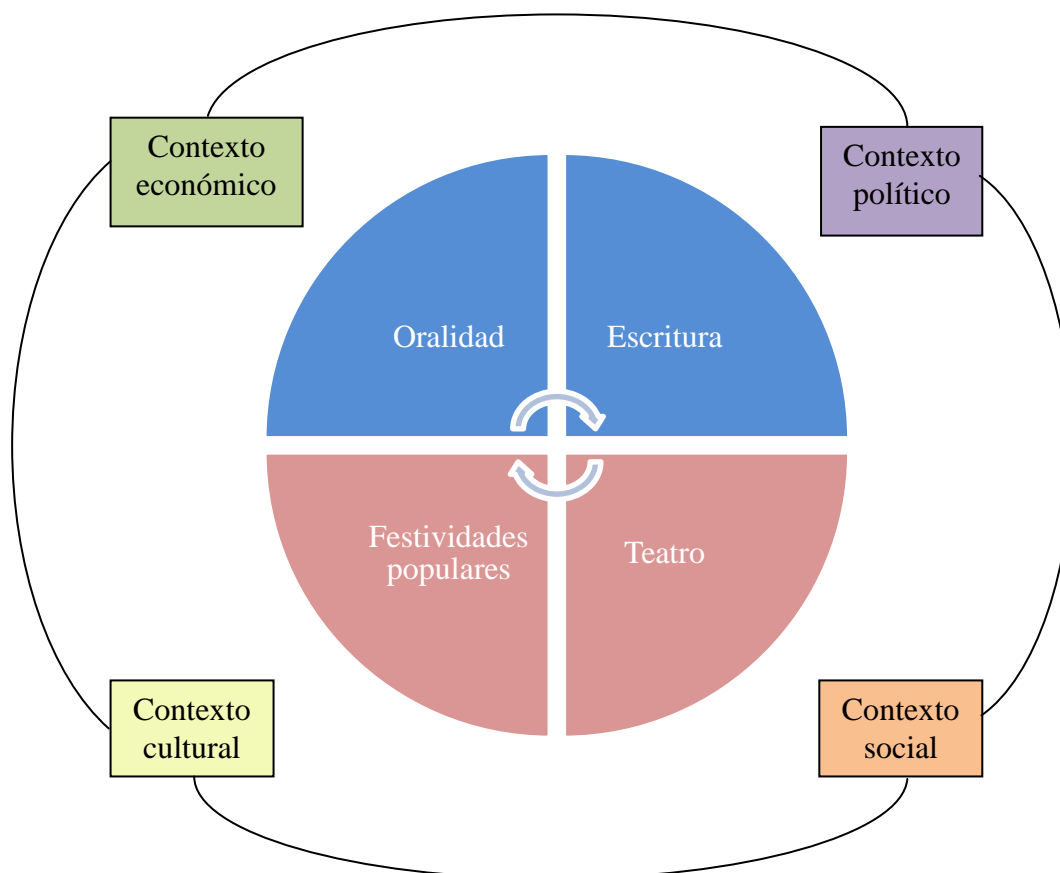 Contexto
económico
Contexto
político
Oralidad
Escritura
Festividades
populares
Teatro
Contexto
cultural
Contexto
social